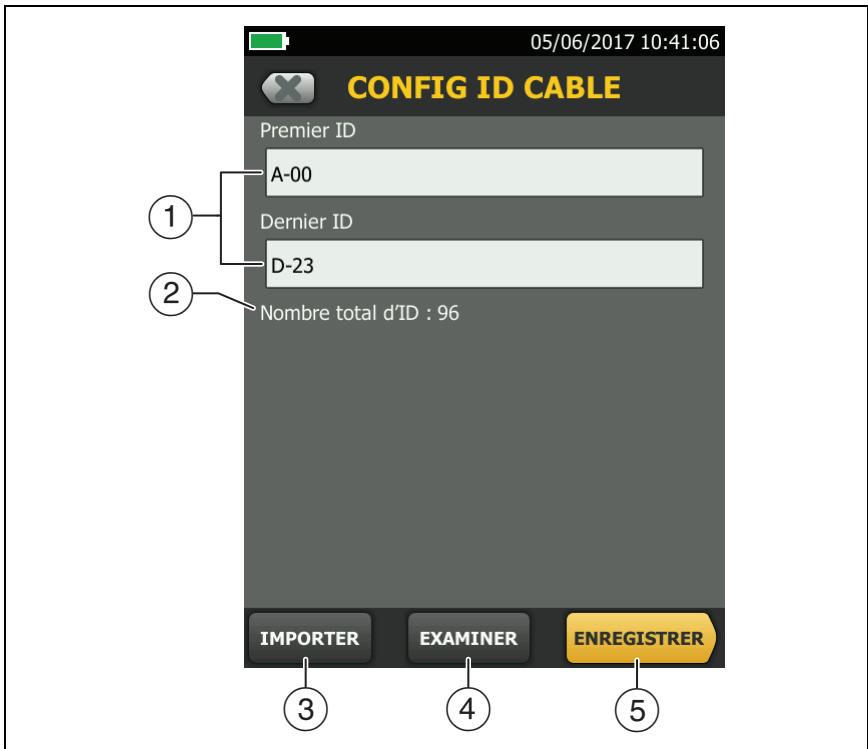 05/06/2017 10:41:06
CONFIG ID CABLE
Premier ID
A-00
1
Dernier ID
D-23
2
Nombre total d'ID : 96
IMPORTER EXAMINER ENREGISTRER
3 4 5